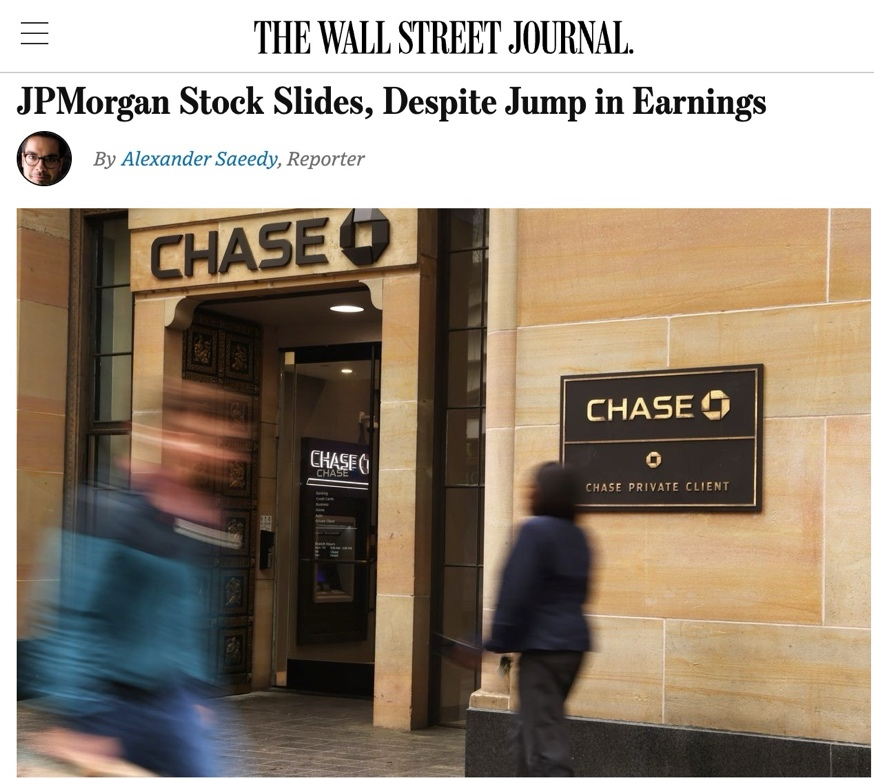 THE WALL STREET JOURNAL.
JPMorgan Stock Slides, Despite Jump in Earnings
By Alexander Saeedy, Reporter
CHASE
CHASE
CHASE PRIVATE CLIENT
CHASE
CHASE